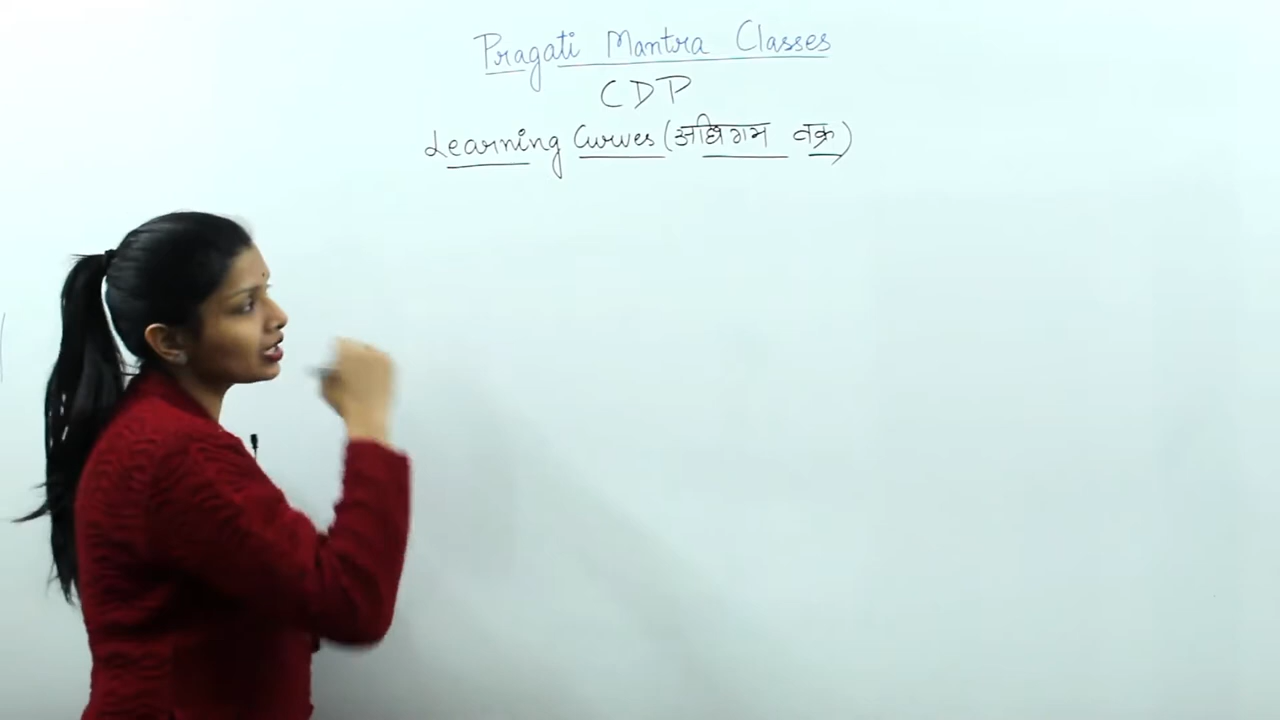 Pragati Mantra Classes
CDP
Learning Curves (अधिगम वक्र)